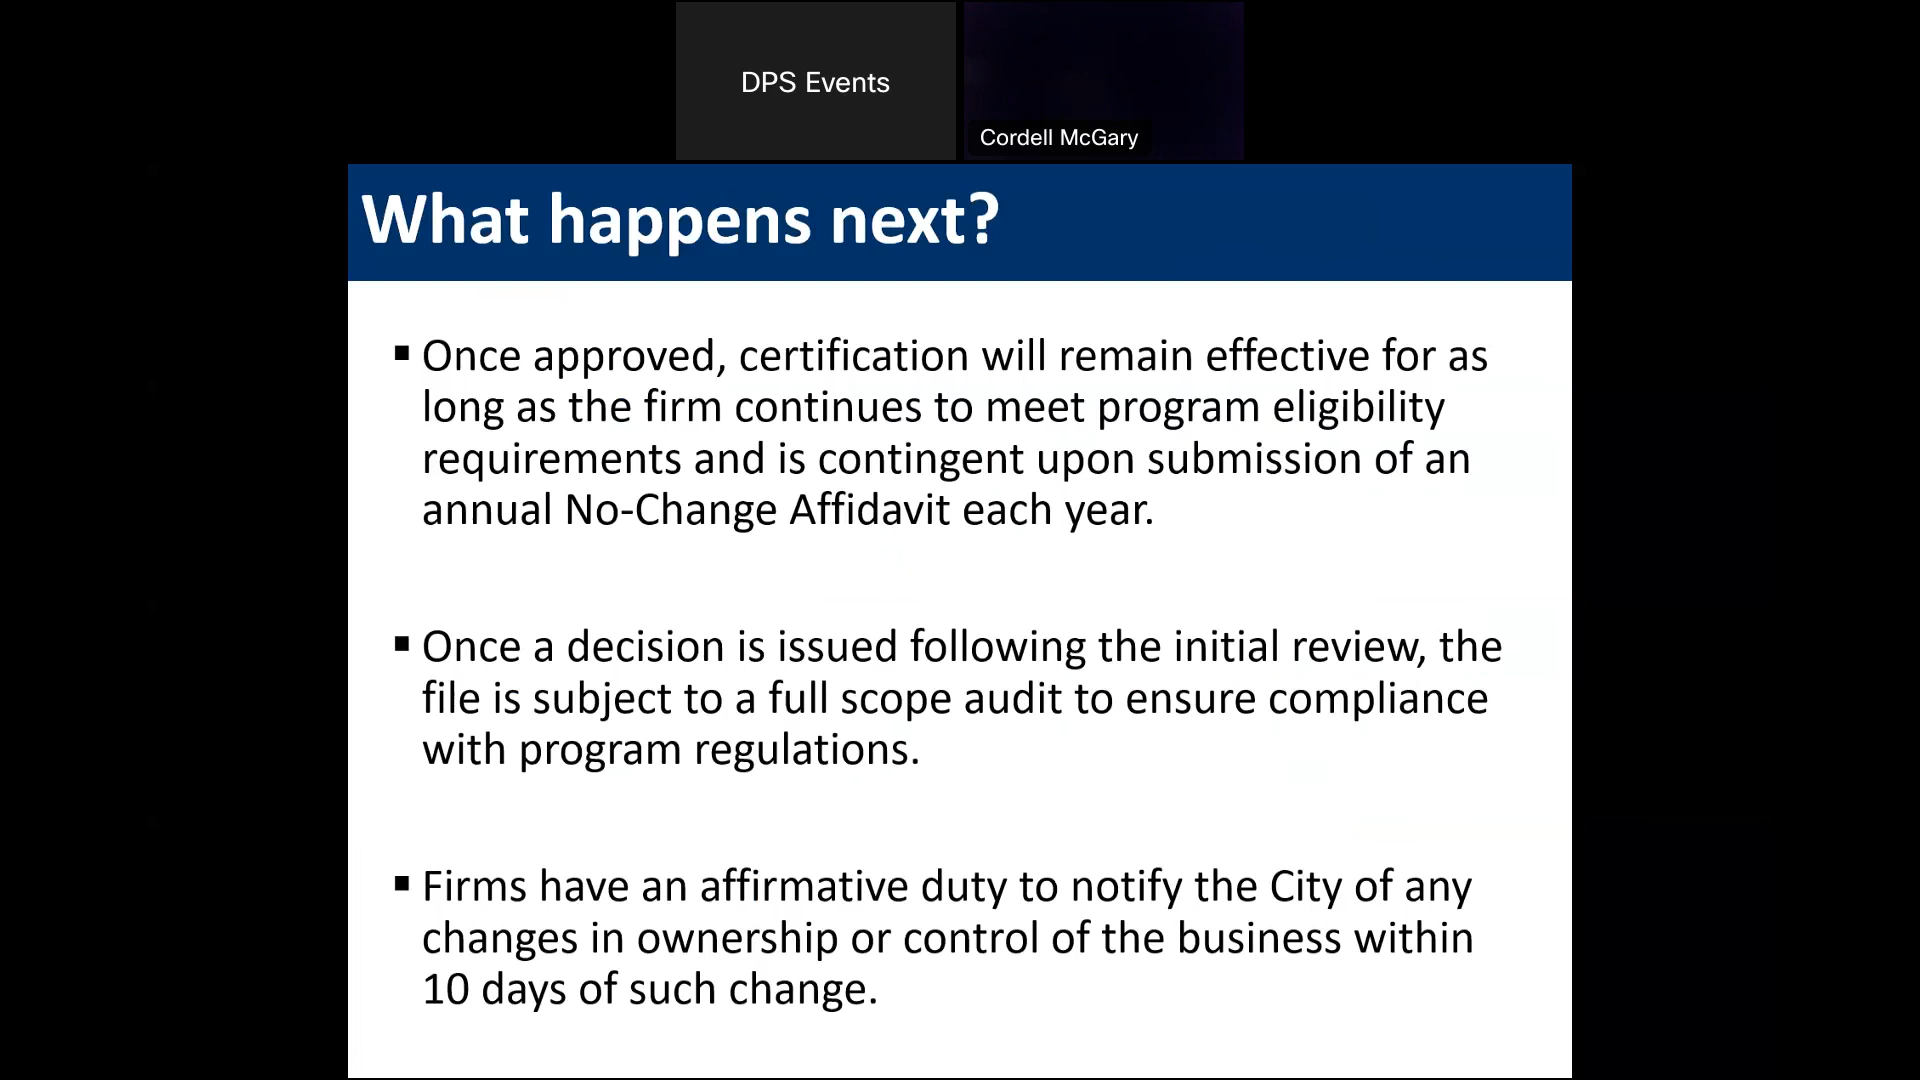 DPS Events
Cordell McGary
What happens next?
▪ Once approved, certification will remain effective for as
long as the firm continues to meet program eligibility
requirements and is contingent upon submission of an
annual No-Change Affidavit each year.
▪ Once a decision is issued following the initial review, the
file is subject to a full scope audit to ensure compliance
with program regulations.
▪ Firms have an affirmative duty to notify the City of any
changes in ownership or control of the business within
10 days of such change.